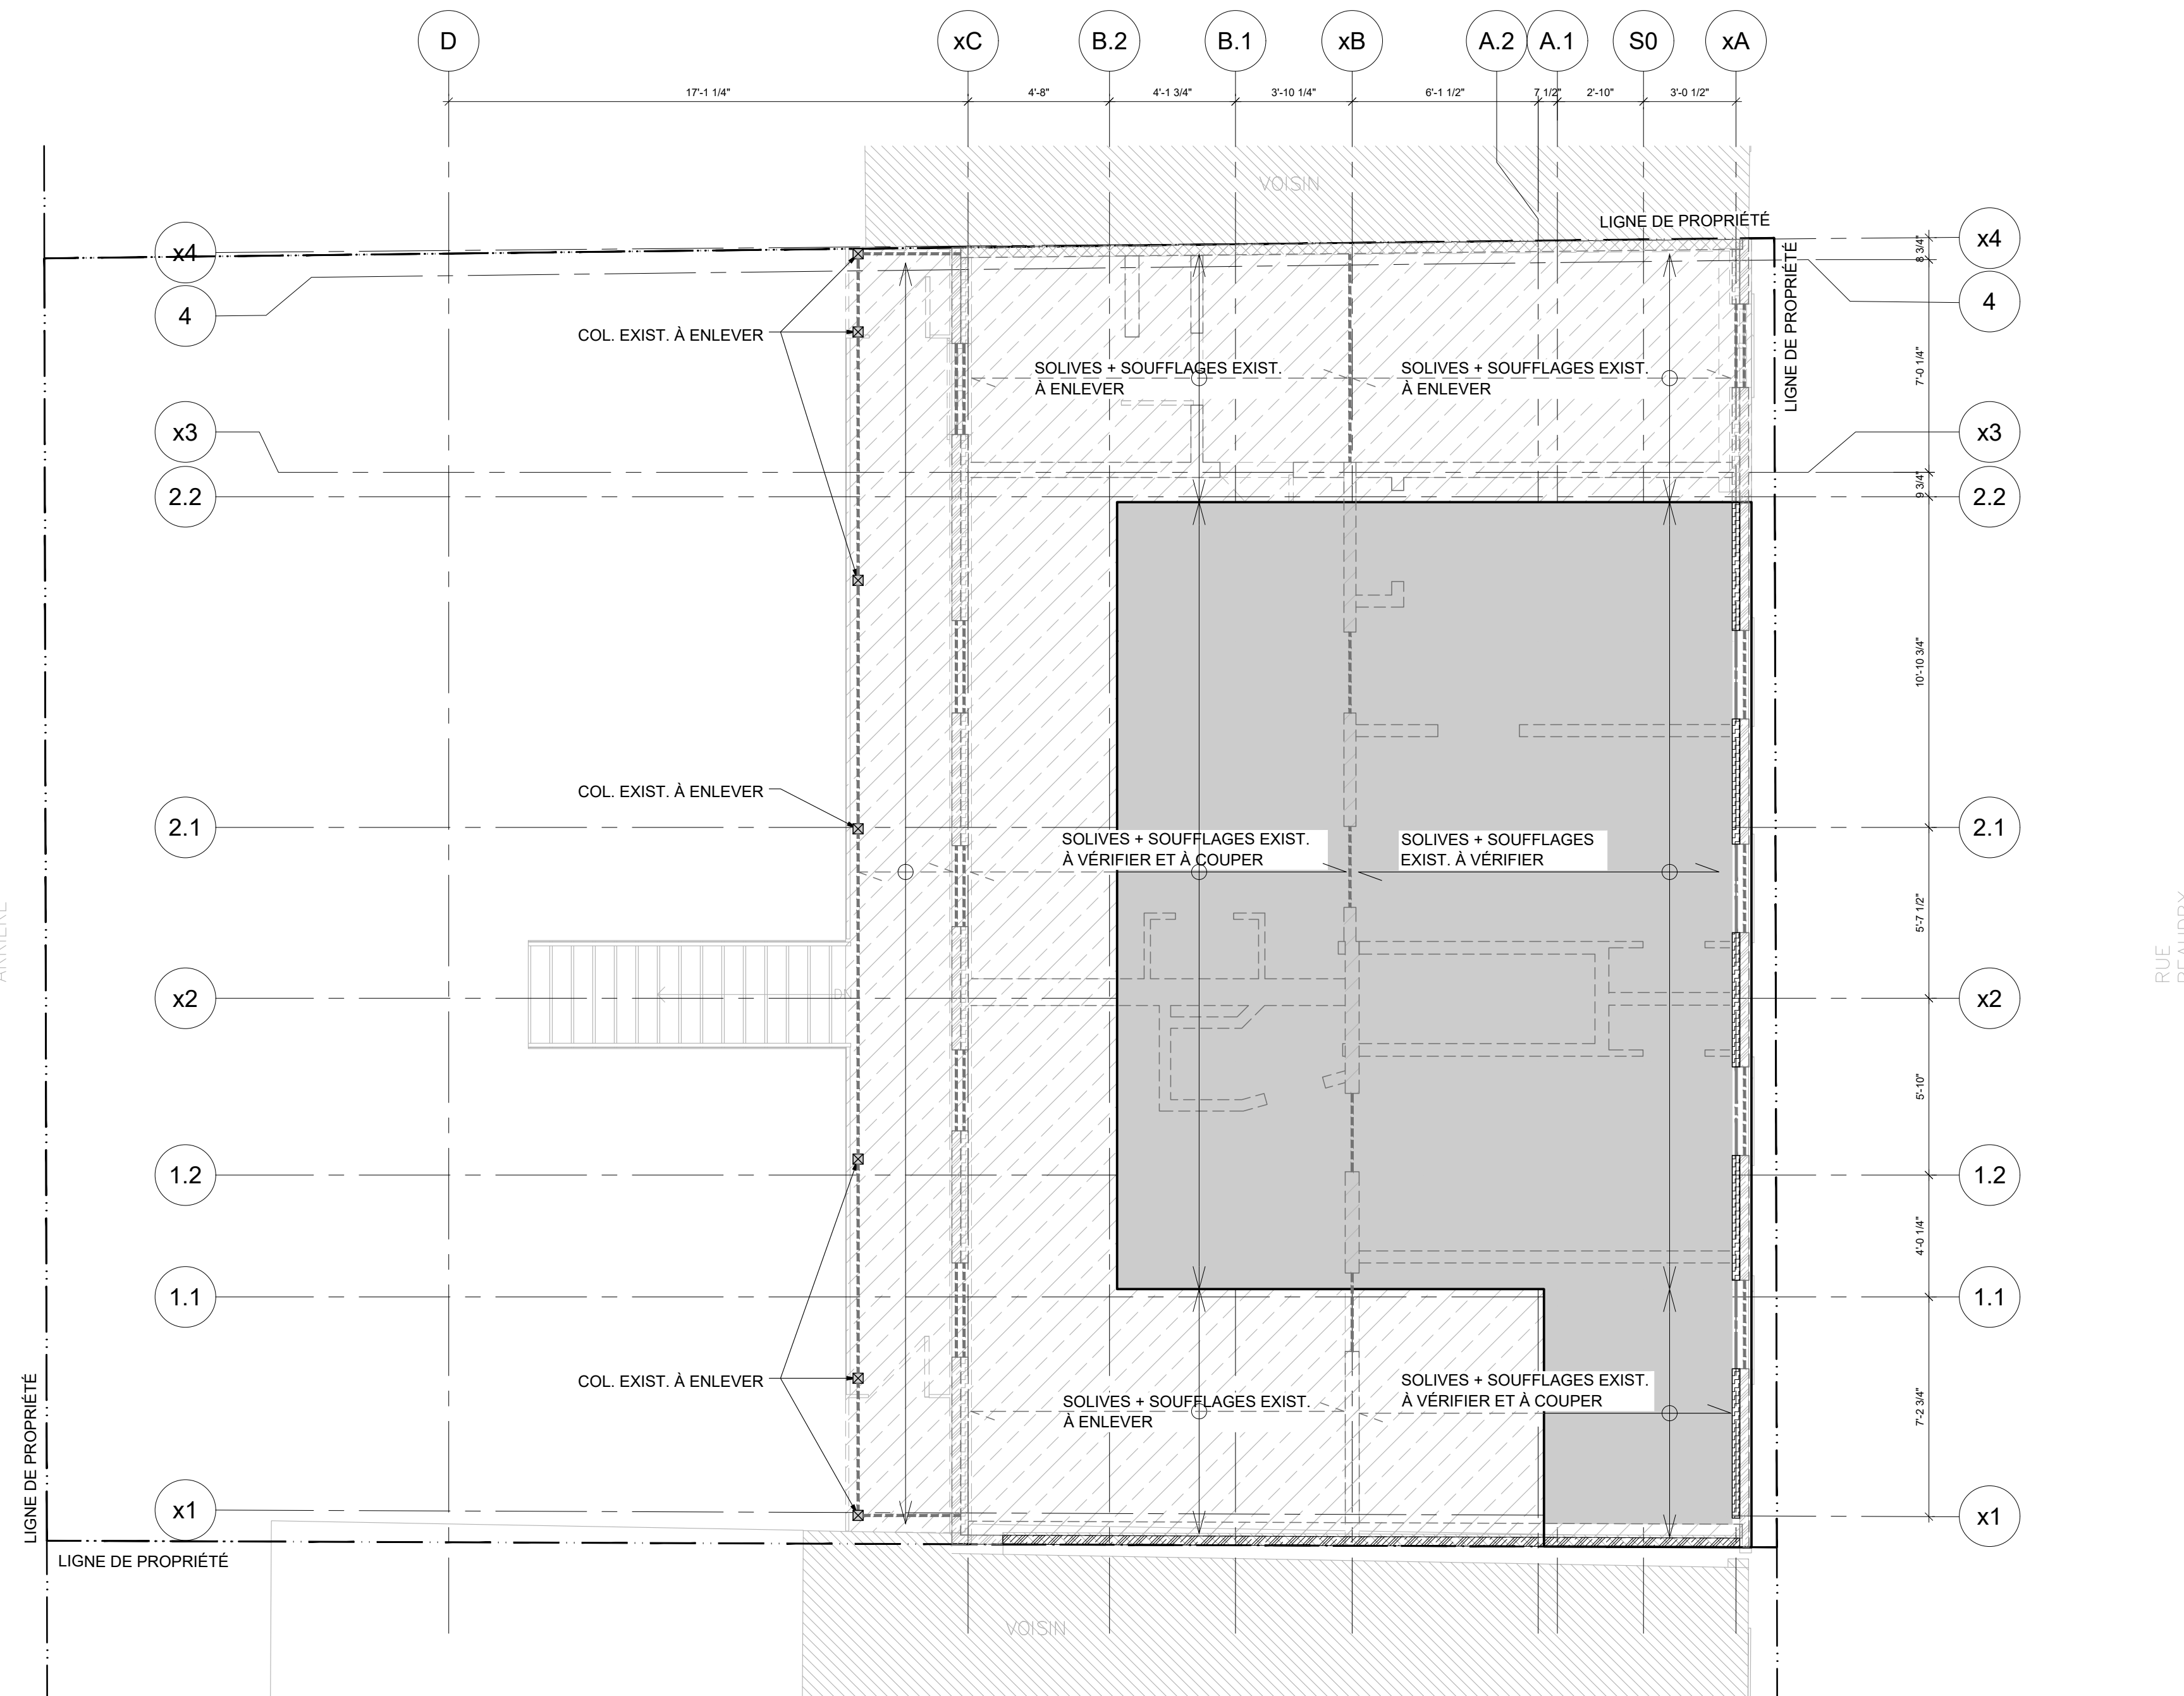 D
xC
B.2
B.1
xB
A.2
A.1
S0
xA
17'-1 1/4"
4'-8"
4'-1 3/4"
3'-10 1/4"
6'-1 1/2"
7 1/2"
2'-10"
3'-0 1/2"
VOISIN
LIGNE DE PROPRIÉTÉ
x4
x4
8 3/4"
LIGNE DE PROPRIÉTÉ
4
4
COL. EXIST. À ENLEVER
SOLIVES + SOUFFLAGES EXIST.
À ENLEVER
SOLIVES + SOUFFLAGES EXIST.
À ENLEVER
7'-0 1/4"
x3
x3
9 3/4"
2.2
2.2
10'-10 3/4"
COL. EXIST. À ENLEVER
2.1
2.1
SOLIVES + SOUFFLAGES EXIST.
À VÉRIFIER ET À COUPER
SOLIVES + SOUFFLAGES
EXIST. À VÉRIFIER
5'-7 1/2"
ARRIÈRE
RUE
BEAUDRY
DN
x2
x2
5'-10"
1.2
1.2
4'-0 1/4"
1.1
1.1
COL. EXIST. À ENLEVER
SOLIVES + SOUFFLAGES EXIST.
À ENLEVER
SOLIVES + SOUFFLAGES EXIST.
À VÉRIFIER ET À COUPER
7'-2 3/4"
LIGNE DE PROPRIÉTÉ
x1
x1
LIGNE DE PROPRIÉTÉ
VOISIN